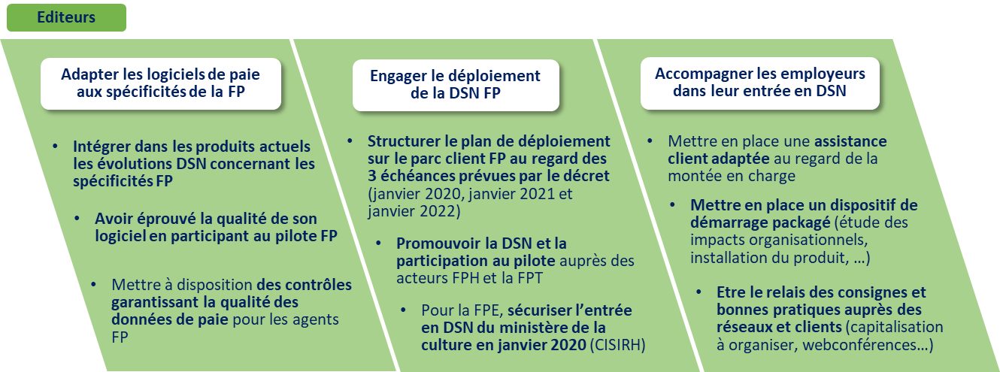 Editeurs
Adapter les logiciels de paie
aux spécificités de la FP
• Intégrer dans les produits actuels
les évolutions DSN concernant les
spécificités FP
• Avoir éprouvé la qualité de son
logiciel en participant au pilote FP
• Mettre à disposition des contrôles
garantissant la qualité des
données de paie pour les agents
FP
Engager le déploiement
de la DSN FP
• Structurer le plan de déploiement
sur le parc client FP au regard des
3 échéances prévues par le décret
(janvier 2020, janvier 2021 et
janvier 2022)
• Promouvoir la DSN et la
participation au pilote auprès des
acteurs FPH et la FPT
• Pour la FPE, sécuriser l’entrée
en DSN du ministère de la
culture en janvier 2020 (CISIRH)
Accompagner les employeurs
dans leur entrée en DSN
• Mettre en place une assistance
client adaptée au regard de la
montée en charge
• Mettre en place un dispositif de
démarrage packagé (étude des
impacts organisationnels,
installation du produit, …)
• Etre le relais des consignes et
bonnes pratiques auprès des
réseaux et clients (capitalisation
à organiser, webconférences…)